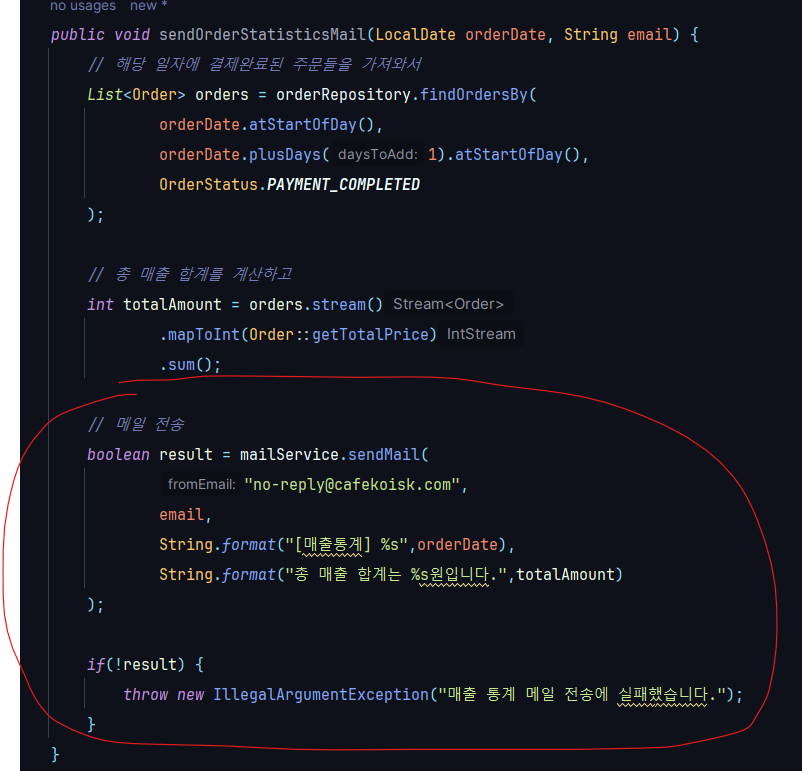 no usages new *
public void sendOrderStatisticsMail(LocalDate orderDate, String email) {
// 해당 일자에 결제완료된 주문들을 가져와서
List<Order> orders = orderRepository.findOrdersBy(
orderDate.atStartOfDay(),
orderDate.plusDays( daysToAdd: 1).atStartOfDay(),
OrderStatus.PAYMENT_COMPLETED
);
// 총 매출 합계를 계산하고
int totalAmount = orders.stream() Stream<Order>
.mapToInt(Order::getTotalPrice) IntStream
.sum();
// 메일 전송
boolean result = mailService.sendMail(
fromEmail: "no-reply@cafekoisk.com",
email,
String.format("[매출통계] %s",orderDate),
String.format("총 매출 합계는 %s원입니다.",totalAmount)
);
if(!result) {
throw new IllegalArgumentException("매출 통계 메일 전송에 실패했습니다.");
}
}